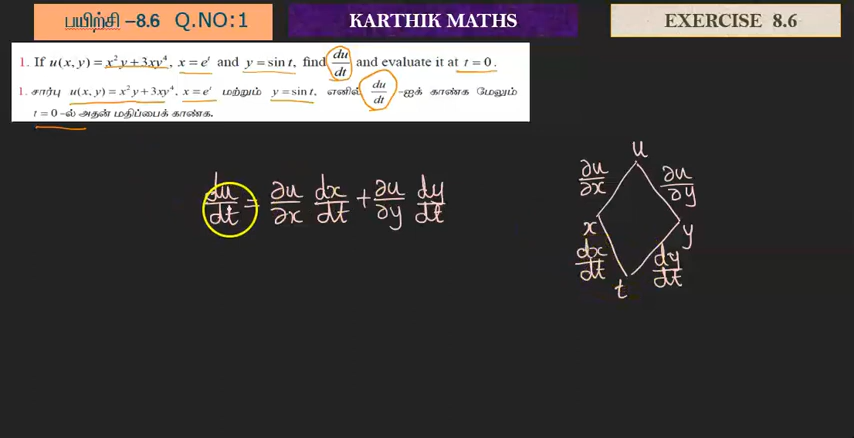 பயிற்சி –8.6 Q.NO:1
KARTHIK MATHS
EXERCISE 8.6
1. If u(x, y) = x²y + 3xy⁴, x = eᵗ and y = sin t, find du/dt and evaluate it at t = 0.
1. சார்பு u(x, y) = x²y + 3xy⁴, x = eᵗ மற்றும் y = sin t, எனில் du/dt -ஐக் காண்க மேலும்
t = 0 -ல் அதன் மதிப்பைக் காண்க.
du/dt = ∂u/∂x dx/dt + ∂u/∂y dy/dt
u
∂u/∂x ∂u/∂y
x y
dx/dt dy/dt
t